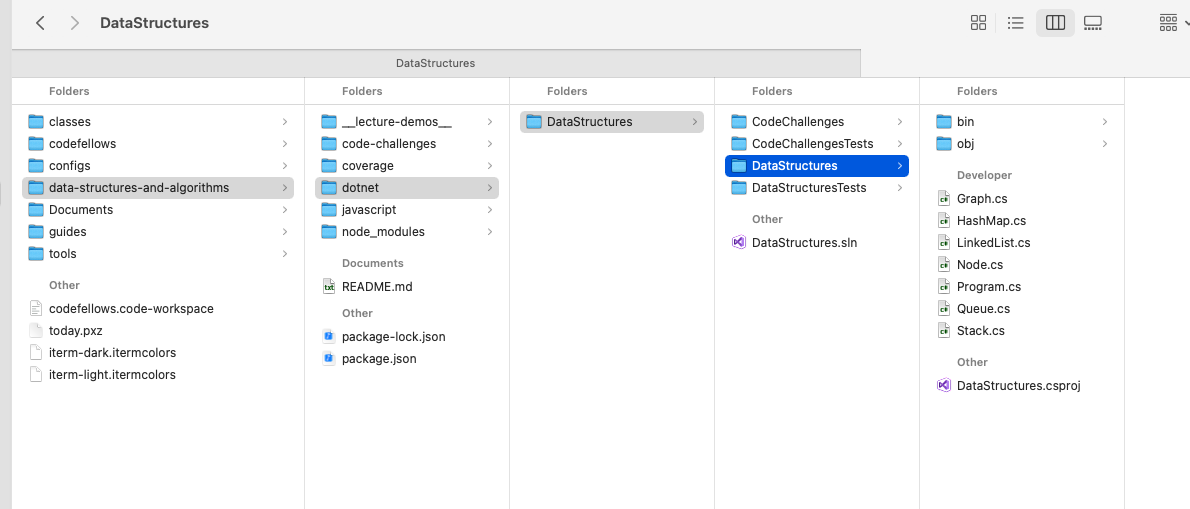 DataStructures
DataStructures
Folders
classes
codefellows
configs
data-structures-and-algorithms
Documents
guides
tools
Other
codefellows.code-workspace
today.pxz
iterm-dark.itermcolors
iterm-light.itermcolors
Folders
__lecture-demos__
code-challenges
coverage
dotnet
javascript
node_modules
Documents
README.md
Other
package-lock.json
package.json
Folders
DataStructures
Folders
CodeChallenges
CodeChallengesTests
DataStructures
DataStructuresTests
Other
DataStructures.sln
Folders
bin
obj
Developer
Graph.cs
HashMap.cs
LinkedList.cs
Node.cs
Program.cs
Queue.cs
Stack.cs
Other
DataStructures.csproj